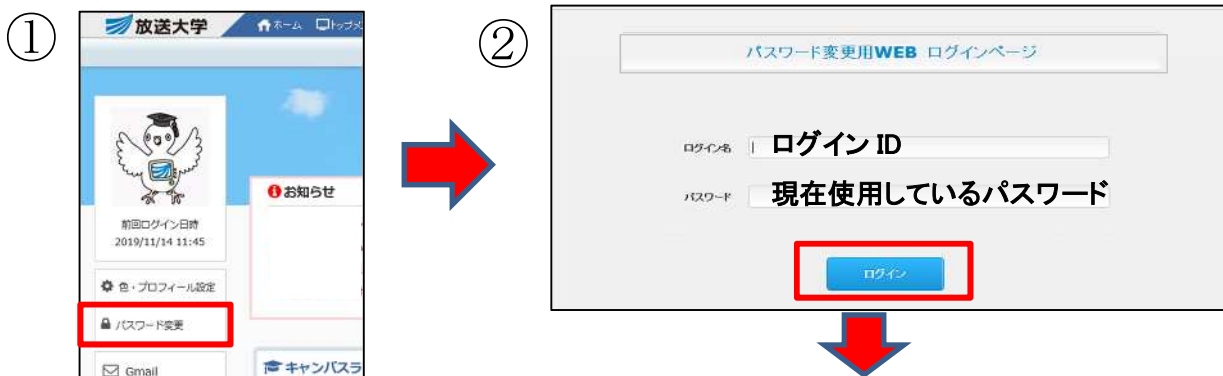 ①
放送大学
ホーム トップメ
お知らせ
前回ログイン日時
2019/11/14 11:45
色・プロフィール設定
パスワード変更
Gmail
キャンパスラ
②
パスワード変更用WEB ログインページ
ログイン名 ログイン ID
パスワード 現在使用しているパスワード
ログイン